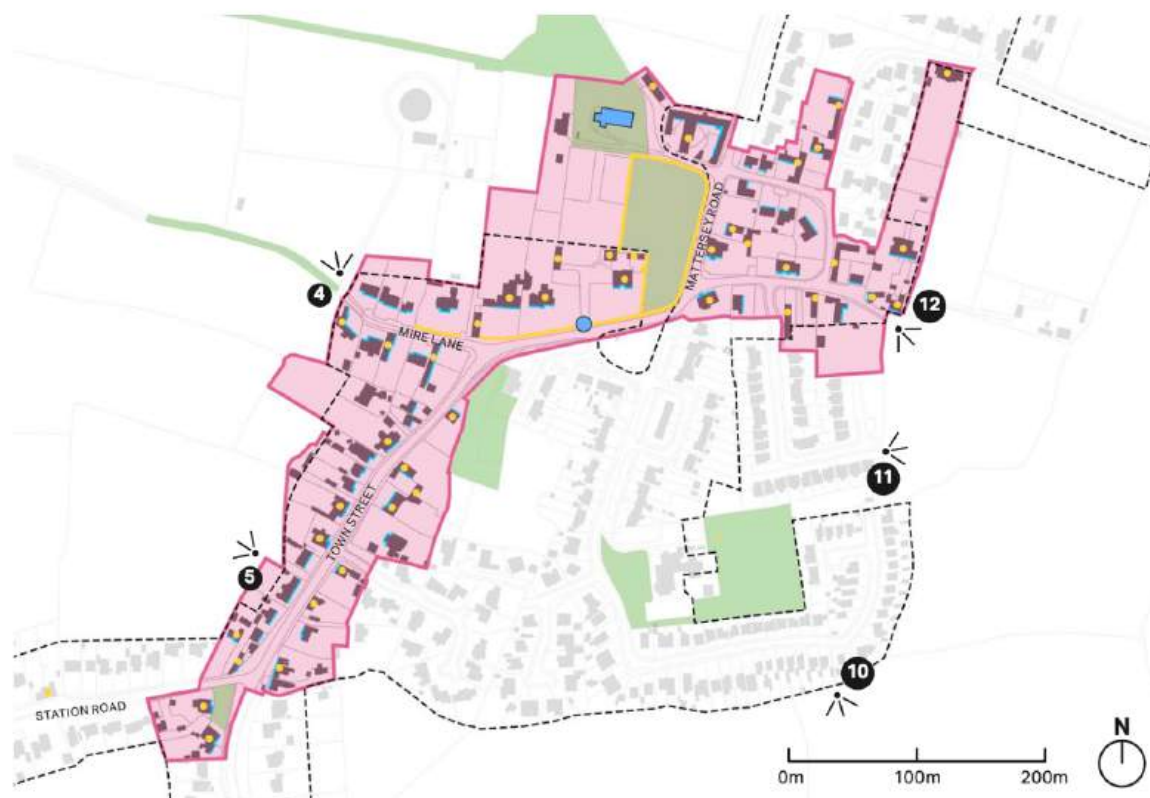 4
MATTERSEY ROAD
12
MIRE LANE
11
TOWN STREET
5
10
STATION ROAD
N
0m 100m 200m